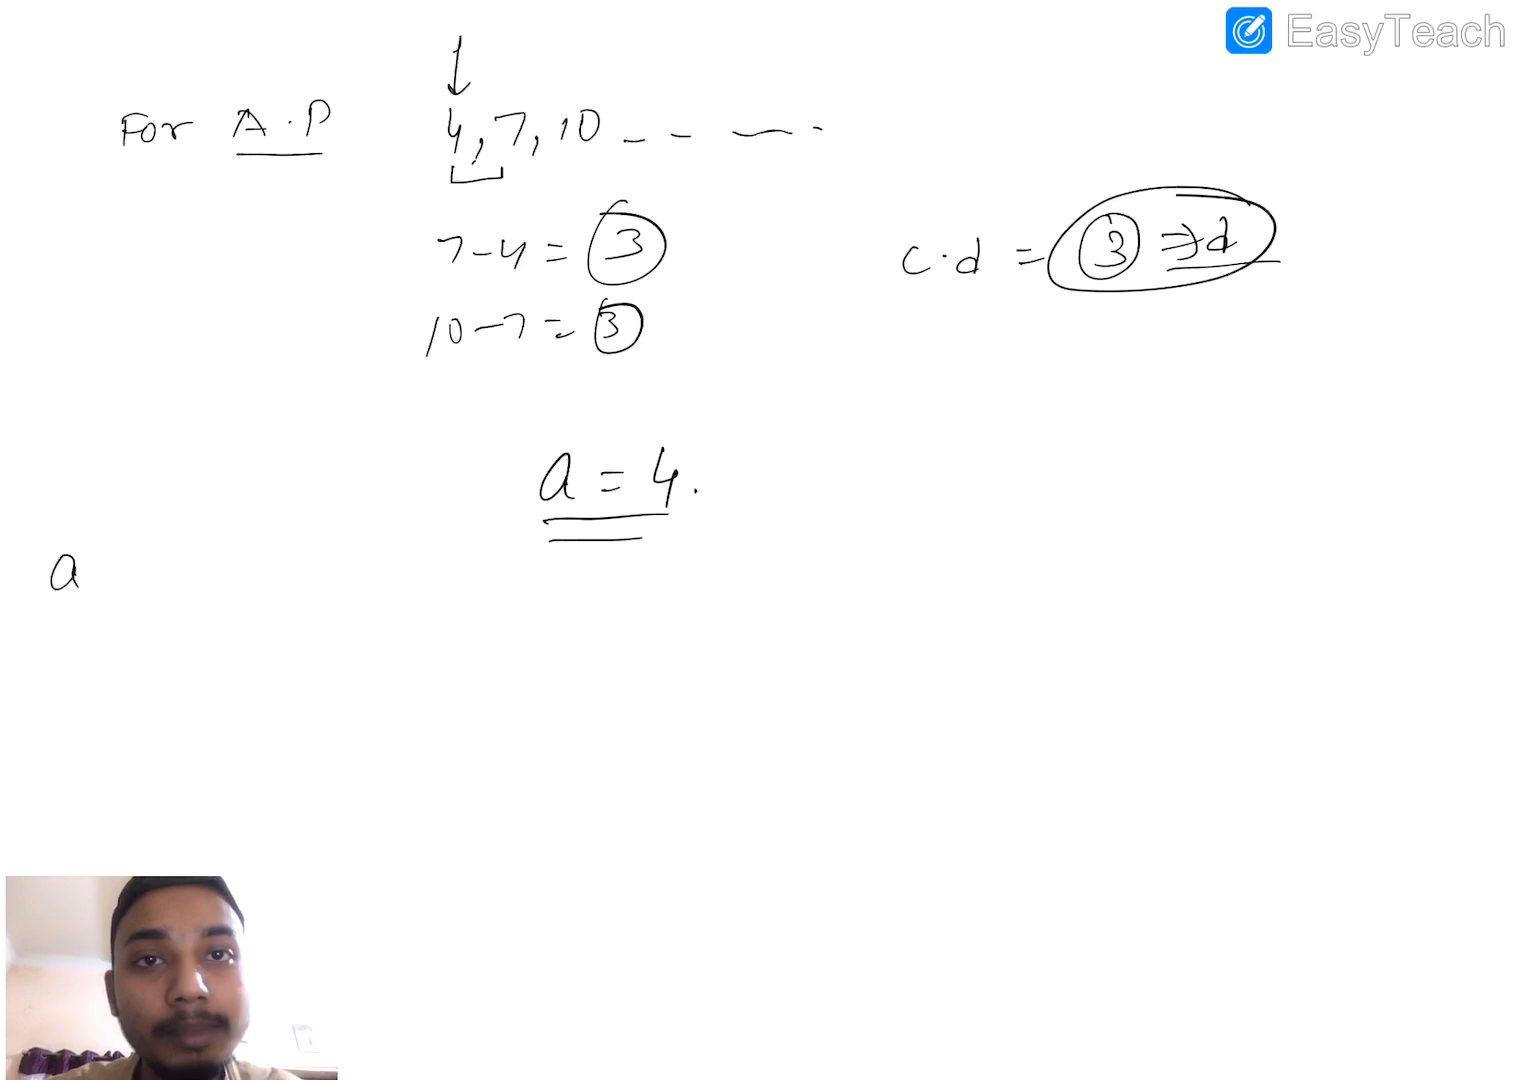 EasyTeach
For A.P 4, 7, 10 - - — -
7-4 = 3
c.d = 3 ⇒ d
10-7 = 3
a = 4.
a